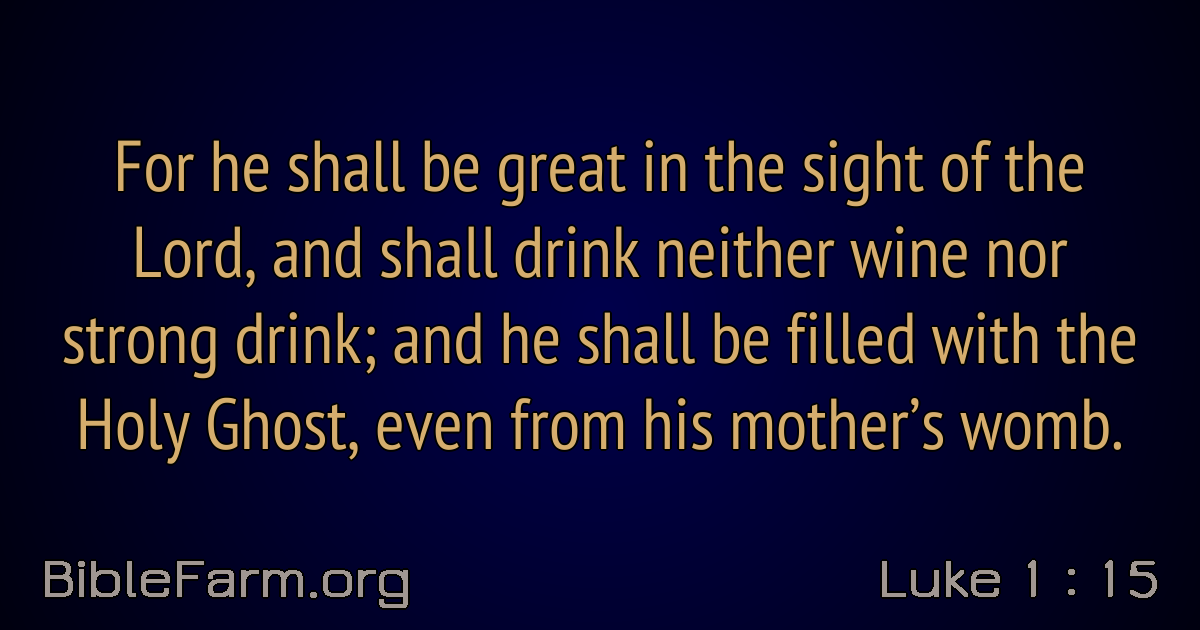 For he shall be great in the sight of the
Lord, and shall drink neither wine nor
strong drink; and he shall be filled with the
Holy Ghost, even from his mother’s womb.
BibleFarm.org
Luke 1 : 15